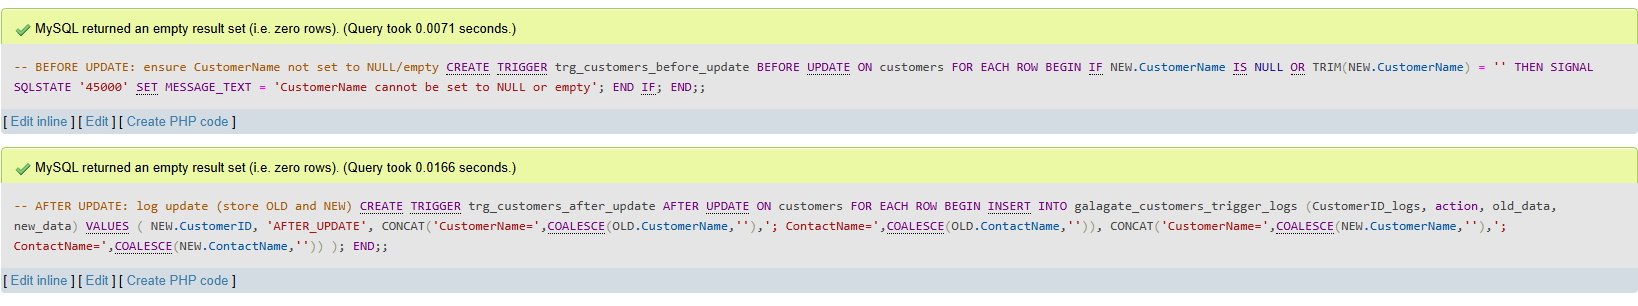 MySQL returned an empty result set (i.e. zero rows). (Query took 0.0071 seconds.)
-- BEFORE UPDATE: ensure CustomerName not set to NULL/empty CREATE TRIGGER trg_customers_before_update BEFORE UPDATE ON customers FOR EACH ROW BEGIN IF NEW.CustomerName IS NULL OR TRIM(NEW.CustomerName) = '' THEN SIGNAL
SQLSTATE '45000' SET MESSAGE_TEXT = 'CustomerName cannot be set to NULL or empty'; END IF; END;;
[ Edit inline ] [ Edit ] [ Create PHP code ]
MySQL returned an empty result set (i.e. zero rows). (Query took 0.0166 seconds.)
-- AFTER UPDATE: log update (store OLD and NEW) CREATE TRIGGER trg_customers_after_update AFTER UPDATE ON customers FOR EACH ROW BEGIN INSERT INTO galagate_customers_trigger_logs (CustomerID_logs, action, old_data,
new_data) VALUES ( NEW.CustomerID, 'AFTER_UPDATE', CONCAT('CustomerName=',COALESCE(OLD.CustomerName,''),'; ContactName=',COALESCE(OLD.ContactName,'')), CONCAT('CustomerName=',COALESCE(NEW.CustomerName,''),';
ContactName=',COALESCE(NEW.ContactName,'')) ); END;;
[ Edit inline ] [ Edit ] [ Create PHP code ]